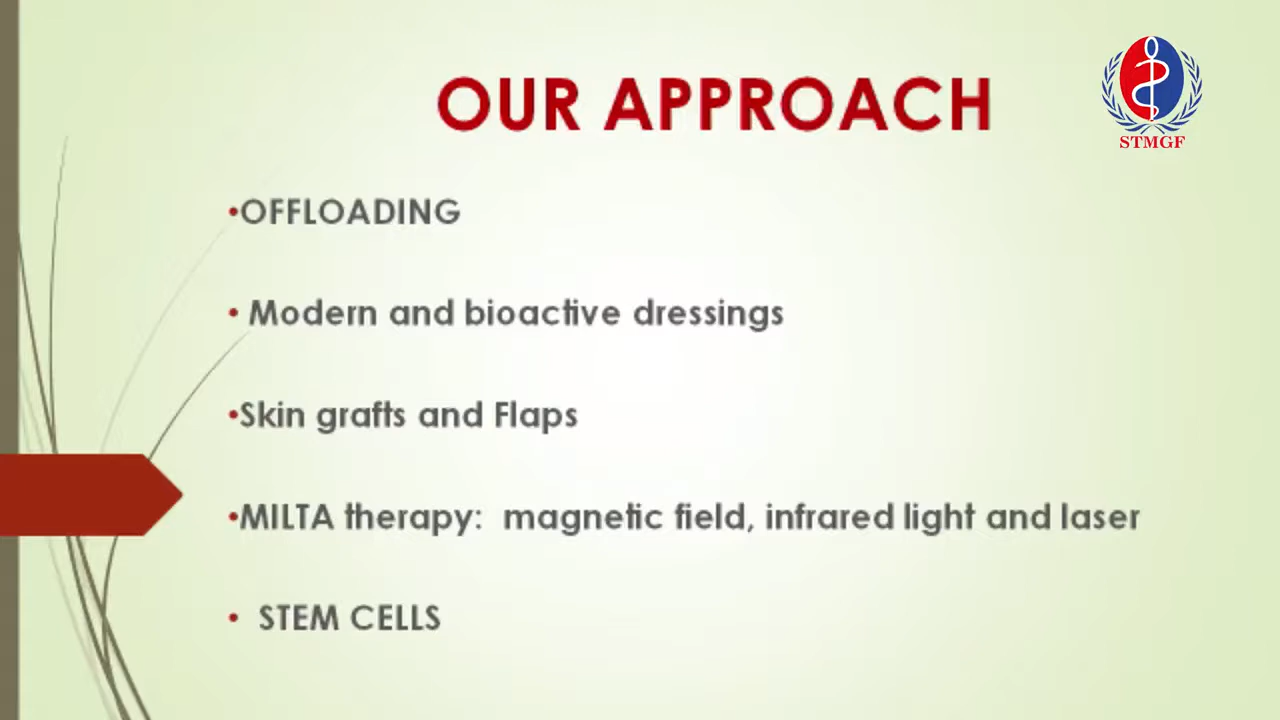 OUR APPROACH
STMGF
•OFFLOADING
• Modern and bioactive dressings
•Skin grafts and Flaps
•MILTA therapy: magnetic field, infrared light and laser
• STEM CELLS